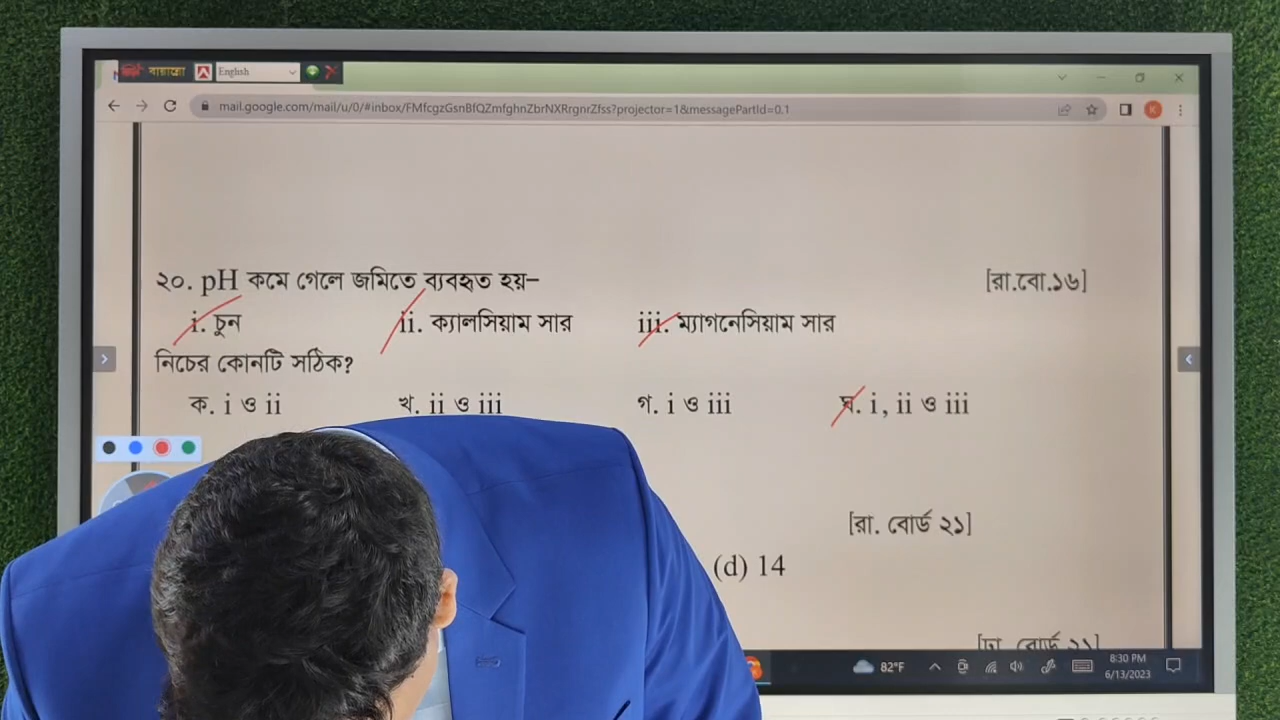 বায়ান্নো English
mail.google.com/mail/u/0/#inbox/FMfcgzGsnBfQZmfghnZbrNXRrgnrZfss?projector=1&messagePartId=0.1
K
২০. pH কমে গেলে জমিতে ব্যবহৃত হয়– [রা.বো.১৬]
i. চুন ii. ক্যালসিয়াম সার iii. ম্যাগনেসিয়াম সার
নিচের কোনটি সঠিক?
ক. i ও ii খ. ii ও iii গ. i ও iii ঘ. i, ii ও iii
[রা. বোর্ড ২১]
(d) 14
[ঢা. বোর্ড ২১]
82°F 8:30 PM
6/13/2023